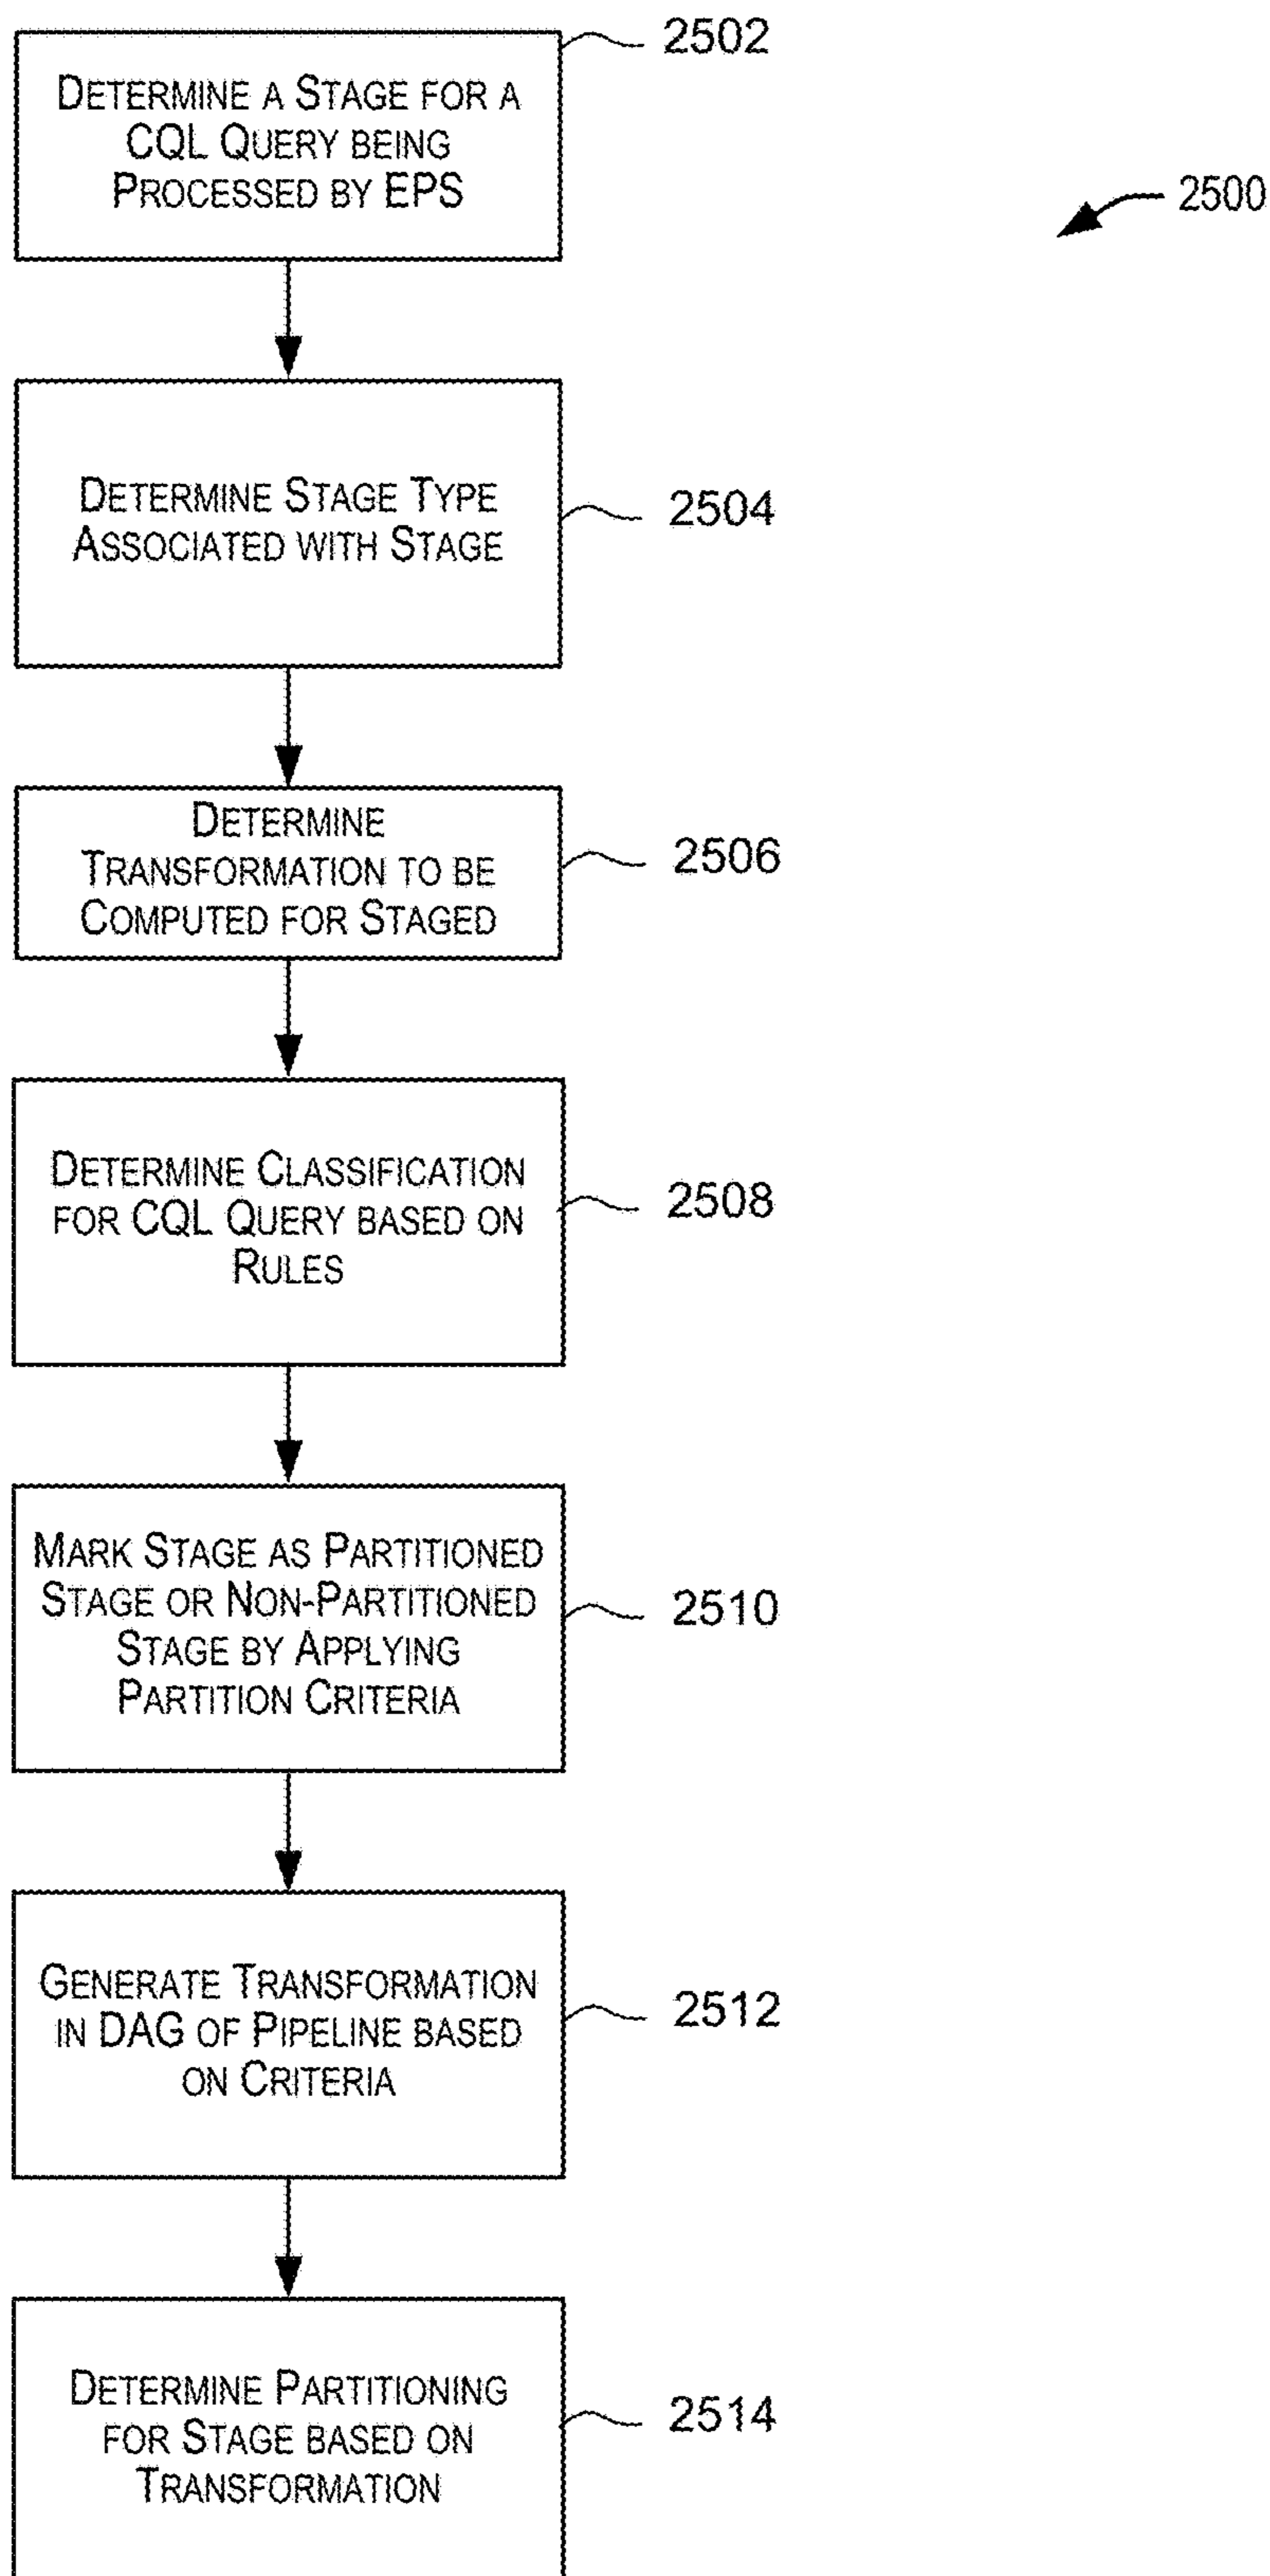 2502
DETERMINE A STAGE FOR A
CQL QUERY BEING
PROCESSED BY EPS
2500
DETERMINE STAGE TYPE
ASSOCIATED WITH STAGE
2504
DETERMINE
TRANSFORMATION TO BE
COMPUTED FOR STAGED
2506
DETERMINE CLASSIFICATION
FOR CQL QUERY BASED ON
RULES
2508
MARK STAGE AS PARTITIONED
STAGE OR NON-PARTITIONED
STAGE BY APPLYING
PARTITION CRITERIA
2510
GENERATE TRANSFORMATION
IN DAG OF PIPELINE BASED
ON CRITERIA
2512
DETERMINE PARTITIONING
FOR STAGE BASED ON
TRANSFORMATION
2514